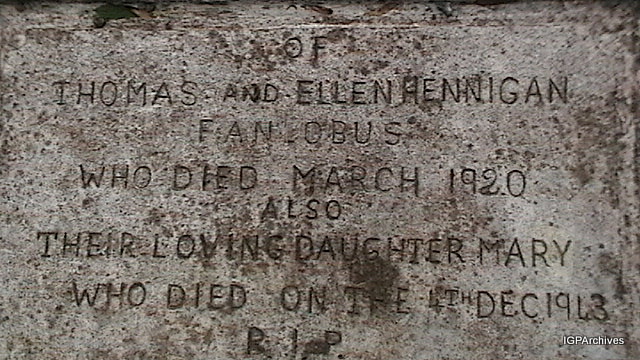 OF
THOMAS AND ELLEN HENNIGAN
FANLOBUS
WHO DIED MARCH 1920
ALSO
THEIR LOVING DAUGHTER MARY
WHO DIED ON THE 4TH DEC 1943
R.I.P
IGPArchives